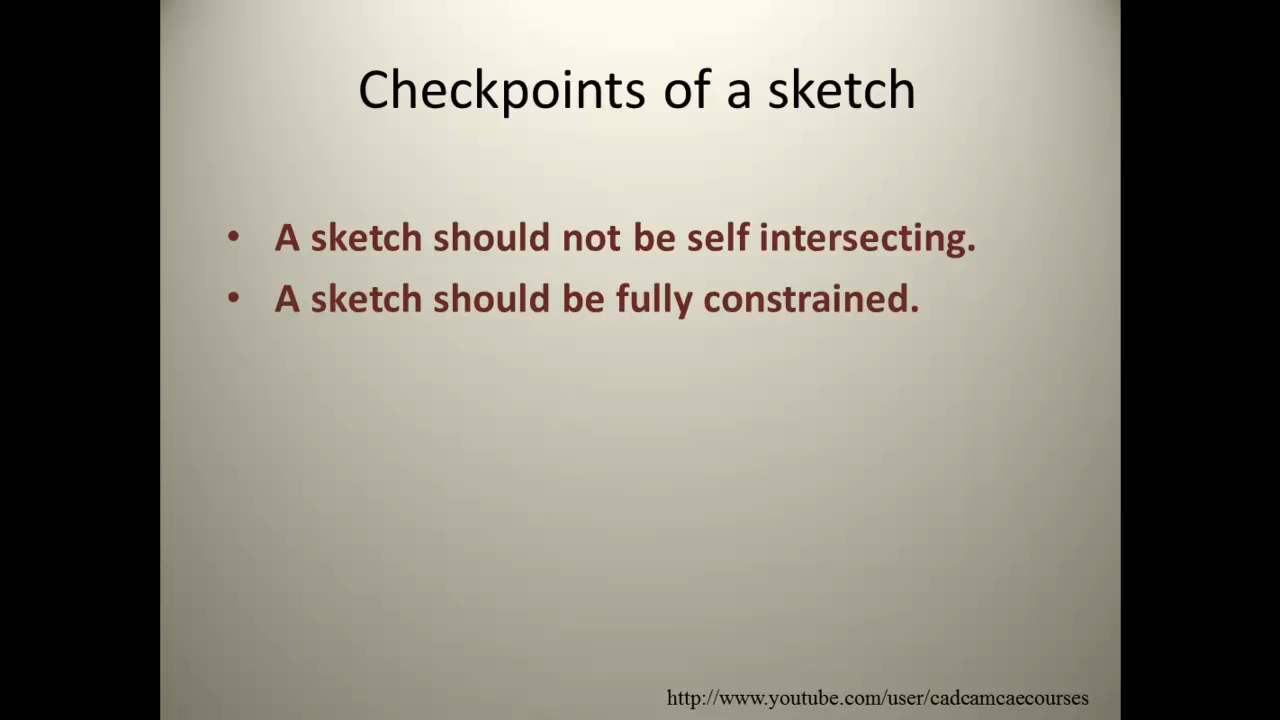 Checkpoints of a sketch
• A sketch should not be self intersecting.
• A sketch should be fully constrained.
http://www.youtube.com/user/cadcamcaecourses